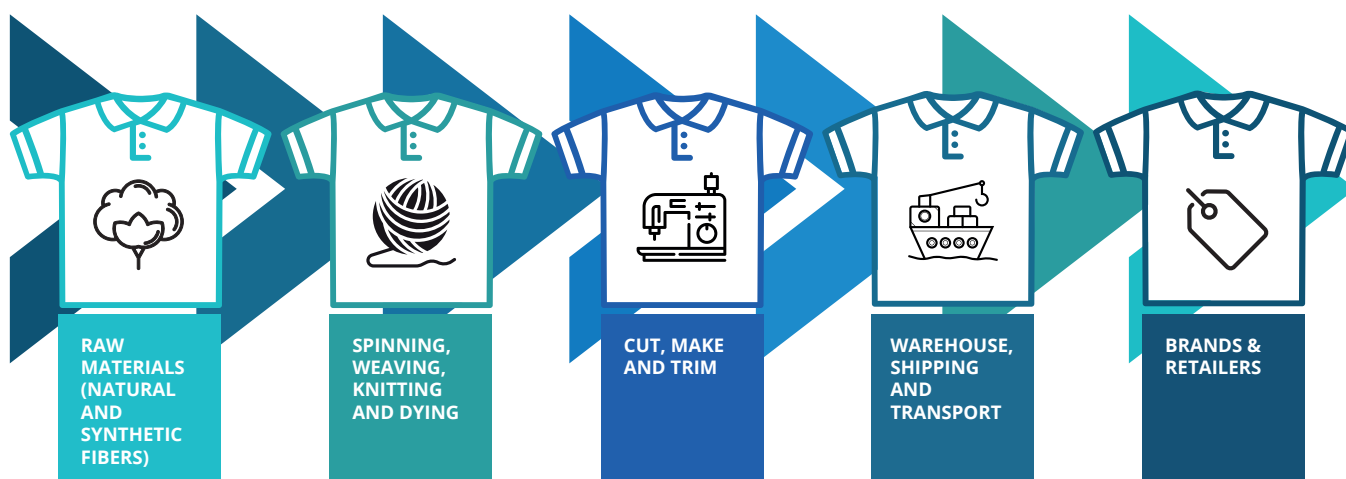 RAW
MATERIALS
(NATURAL
AND
SYNTHETIC
FIBERS)
SPINNING,
WEAVING,
KNITTING
AND DYING
CUT, MAKE
AND TRIM
WAREHOUSE,
SHIPPING
AND
TRANSPORT
BRANDS &
RETAILERS